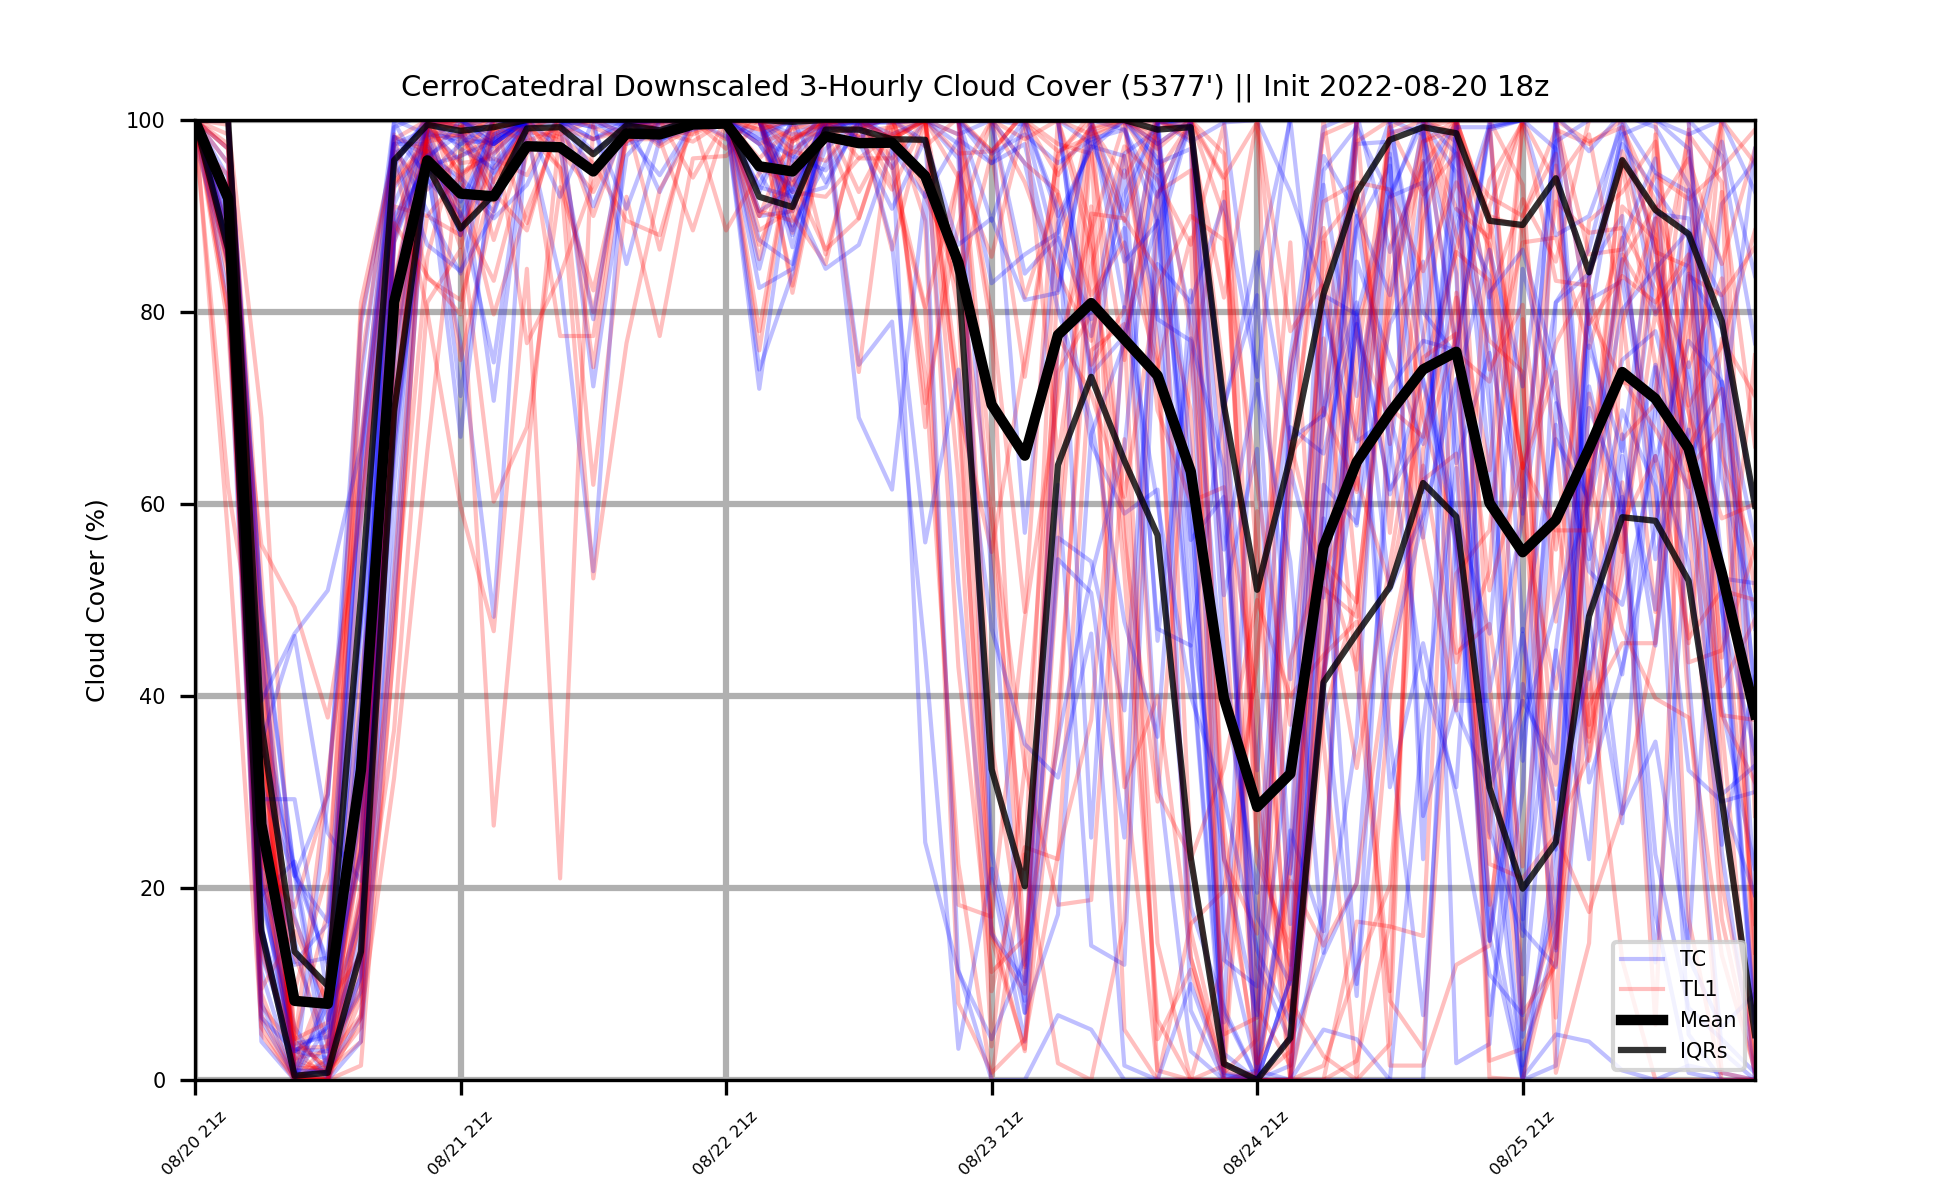 CerroCatedral Downscaled 3-Hourly Cloud Cover (5377') || Init 2022-08-20 18z
Cloud Cover (%)
100
80
60
40
20
0
08/20 21z
08/21 21z
08/22 21z
08/23 21z
08/24 21z
08/25 21z
TC
TL1
Mean
IQRs